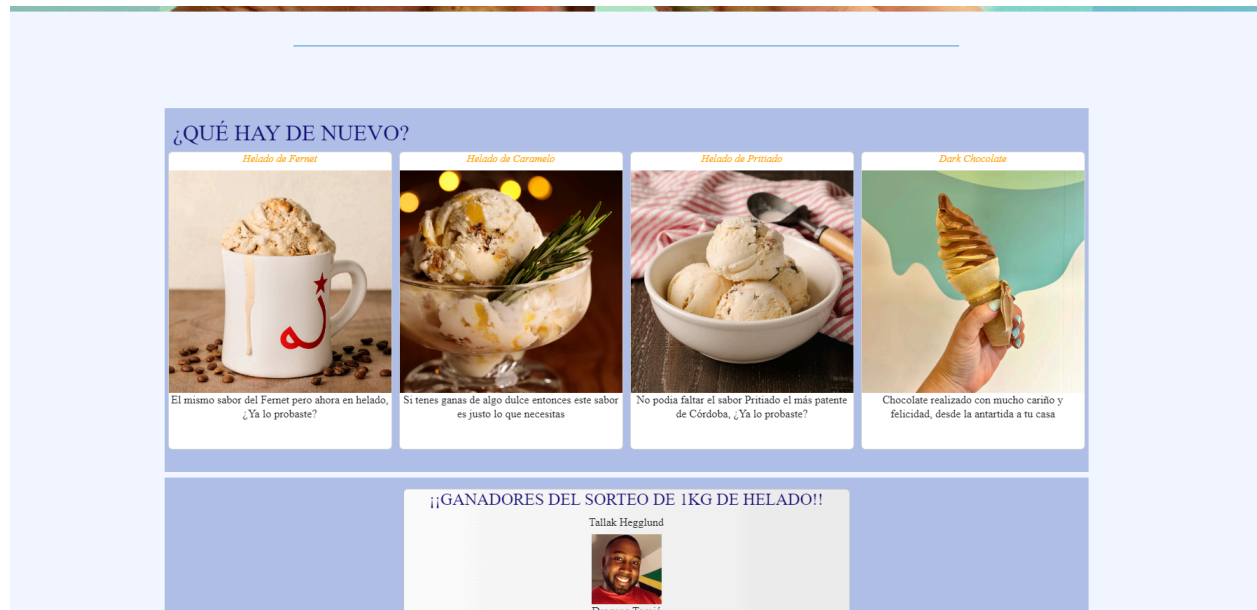 ¿QUÉ HAY DE NUEVO?
Helado de Fernet
Helado de Caramelo
Helado de Pritiado
Dark Chocolate
El mismo sabor del Fernet pero ahora en helado,
¿Ya lo probaste?
Si tenes ganas de algo dulce entonces este sabor
es justo lo que necesitas
No podia faltar el sabor Pritiado el más patente
de Córdoba, ¿Ya lo probaste?
Chocolate realizado con mucho cariño y
felicidad, desde la antartida a tu casa
¡¡GANADORES DEL SORTEO DE 1KG DE HELADO!!
Tallak Hegglund